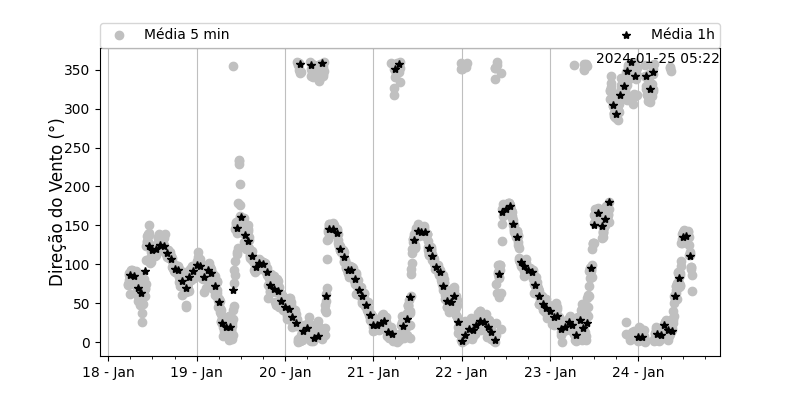 Média 5 min
Média 1h
2024-01-25 05:22
Direção do Vento (°)
350
300
250
200
150
100
50
0
18 - Jan
19 - Jan
20 - Jan
21 - Jan
22 - Jan
23 - Jan
24 - Jan